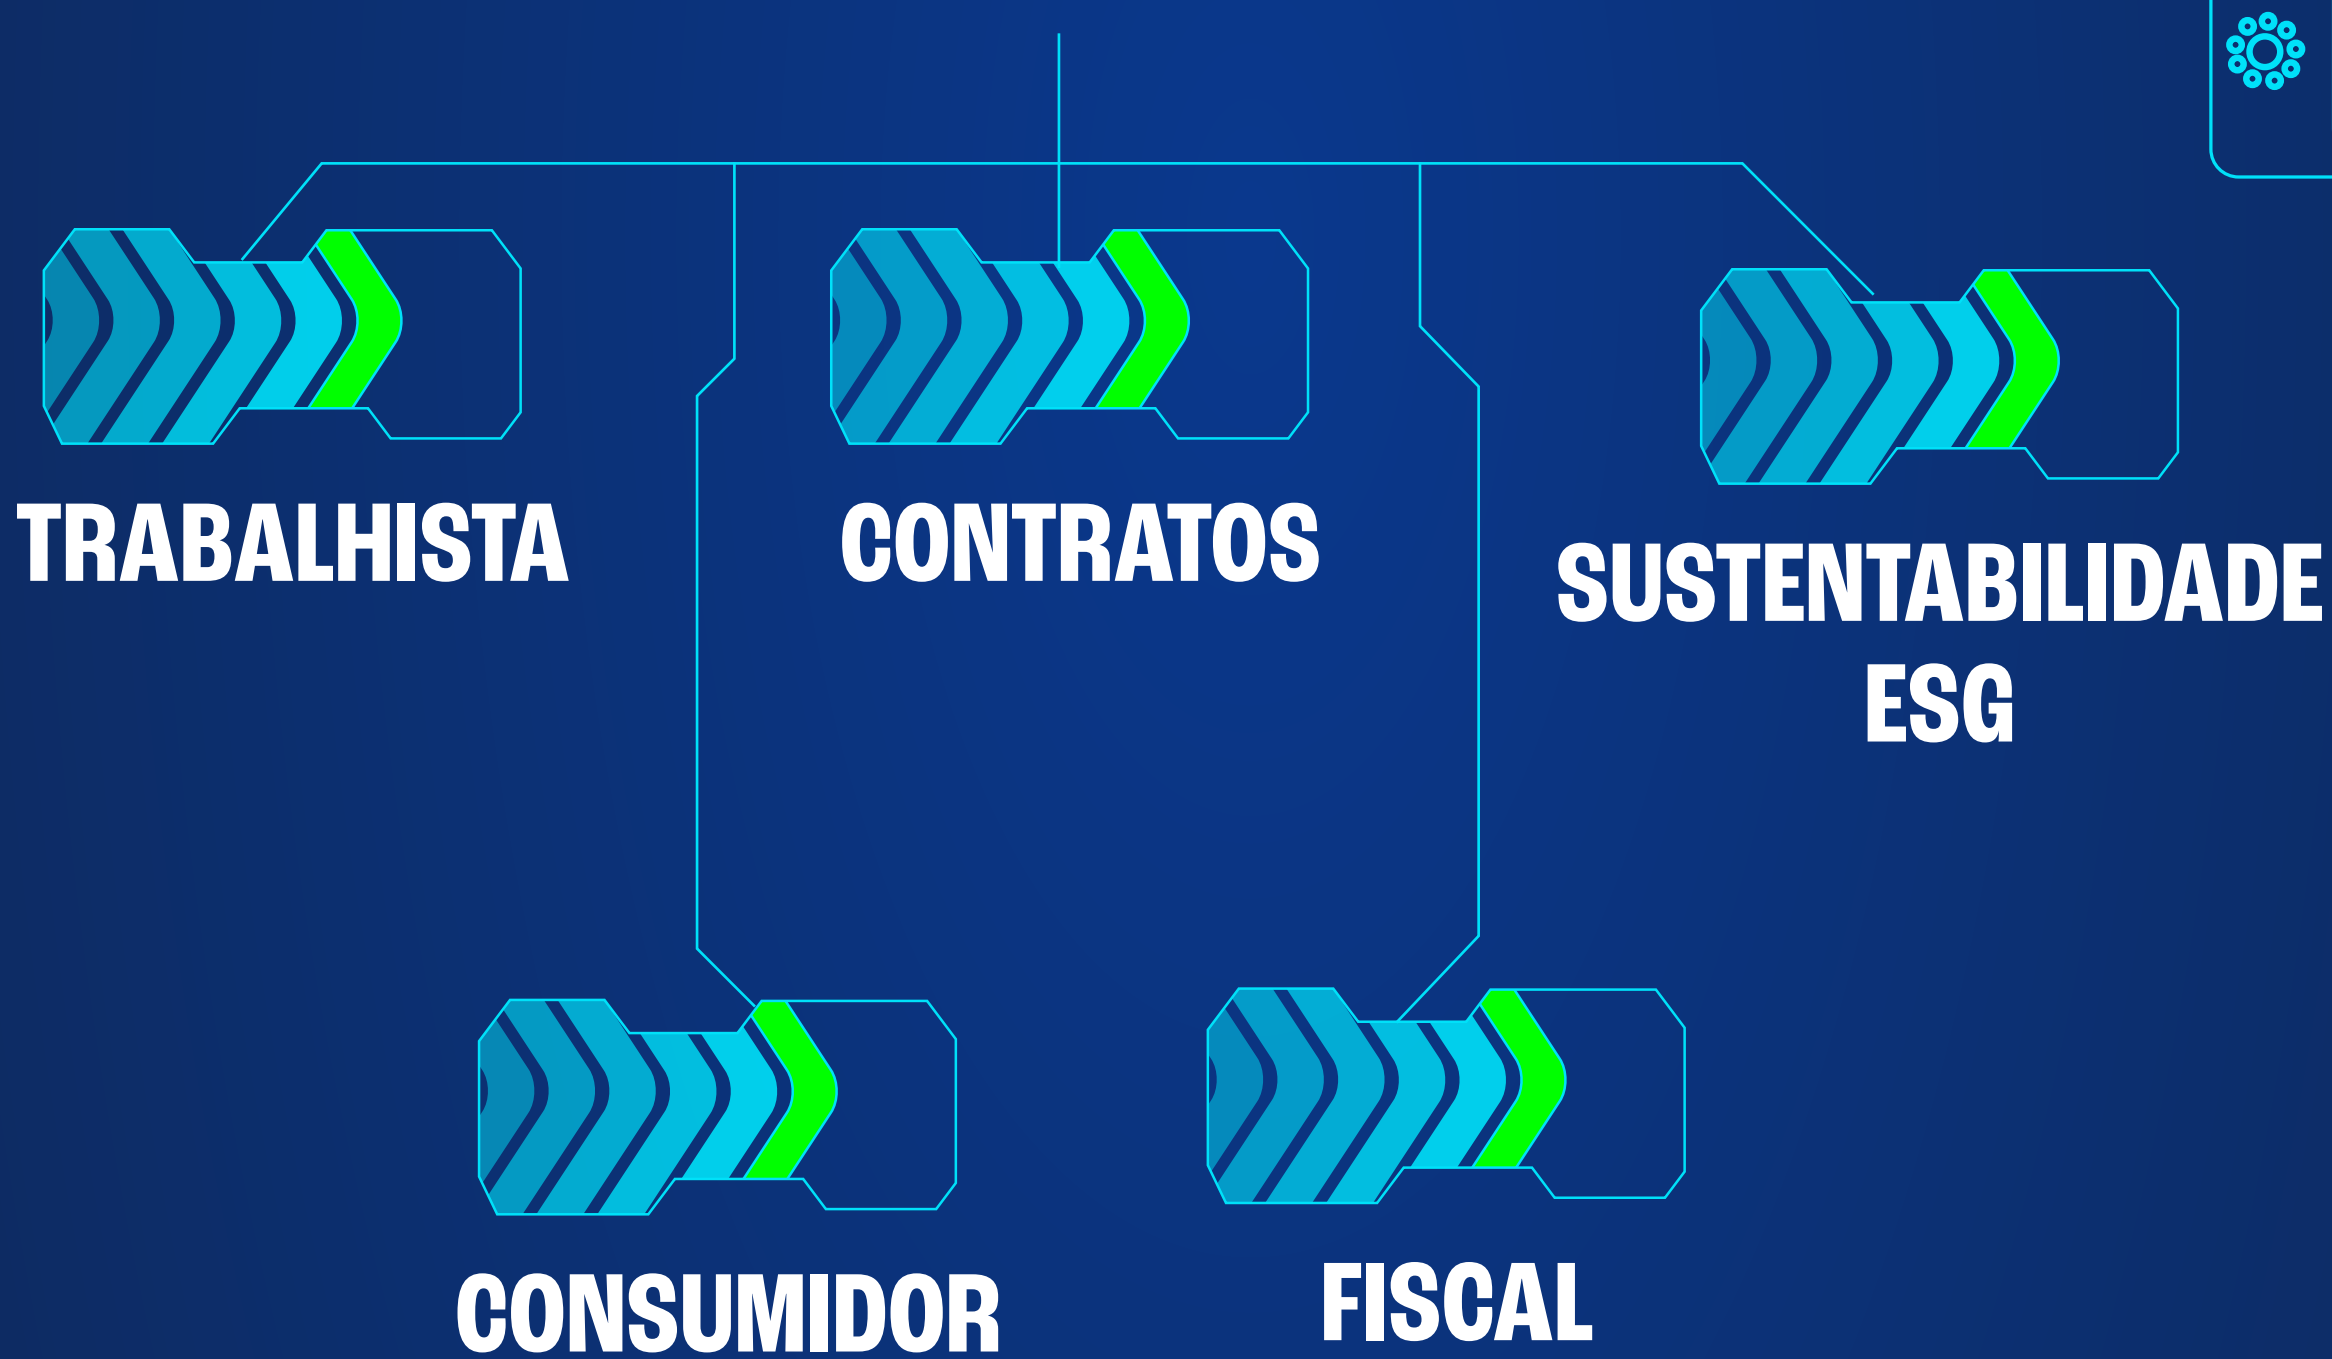 TRABALHISTA
CONTRATOS
SUSTENTABILIDADE
ESG
CONSUMIDOR
FISCAL